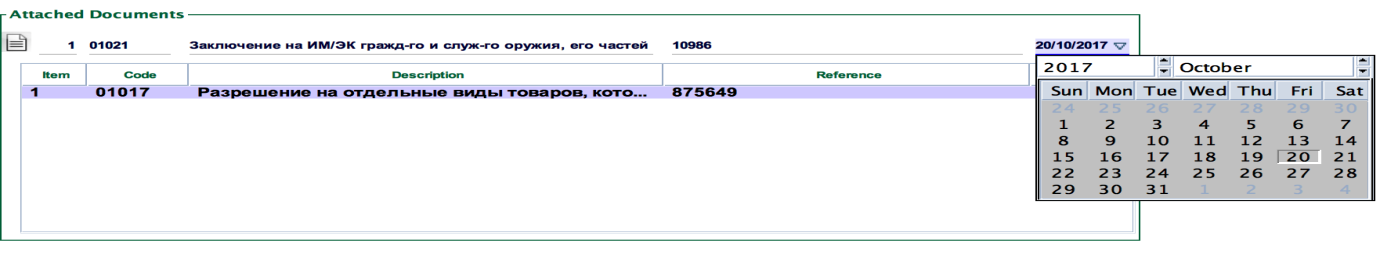 Attached Documents
1 01021 Заключение на ИМ/ЭК гражд-го и служ-го оружия, его частей 10986 20/10/2017
Item Code Description Reference
1 01017 Разрешение на отдельные виды товаров, кото... 875649
2017 October
Sun Mon Tue Wed Thu Fri Sat
24 25 26 27 28 29 30
1 2 3 4 5 6 7
8 9 10 11 12 13 14
15 16 17 18 19 20 21
22 23 24 25 26 27 28
29 30 31 1 2 3 4